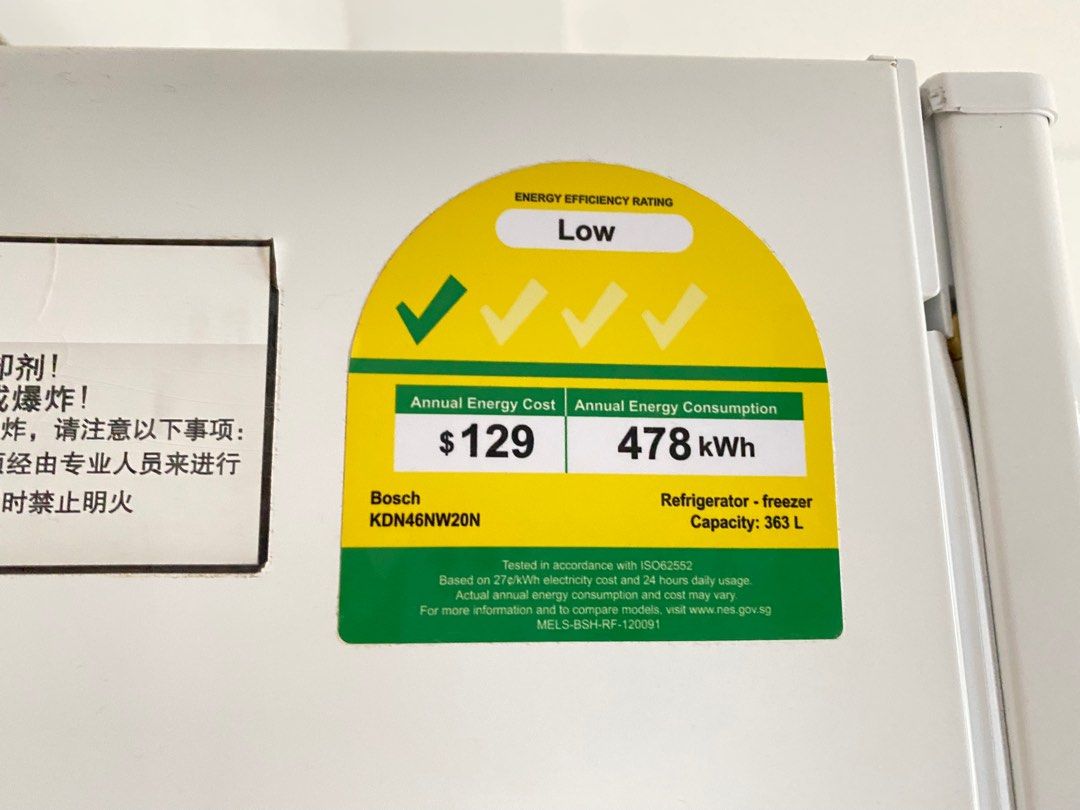 剂!
爆炸!
炸，请注意以下事项:
经由专业人员来进行
时禁止明火
ENERGY EFFICIENCY RATING
Low
Annual Energy Cost
Annual Energy Consumption
$129
478 kWh
Bosch
KDN46NW20N
Refrigerator - freezer
Capacity: 363 L
Tested in accordance with ISO62552
Based on 27¢/kWh electricity cost and 24 hours daily usage.
Actual annual energy consumption and cost may vary.
For more information and to compare models, visit www.nes.gov.sg
MELS-BSH-RF-120091